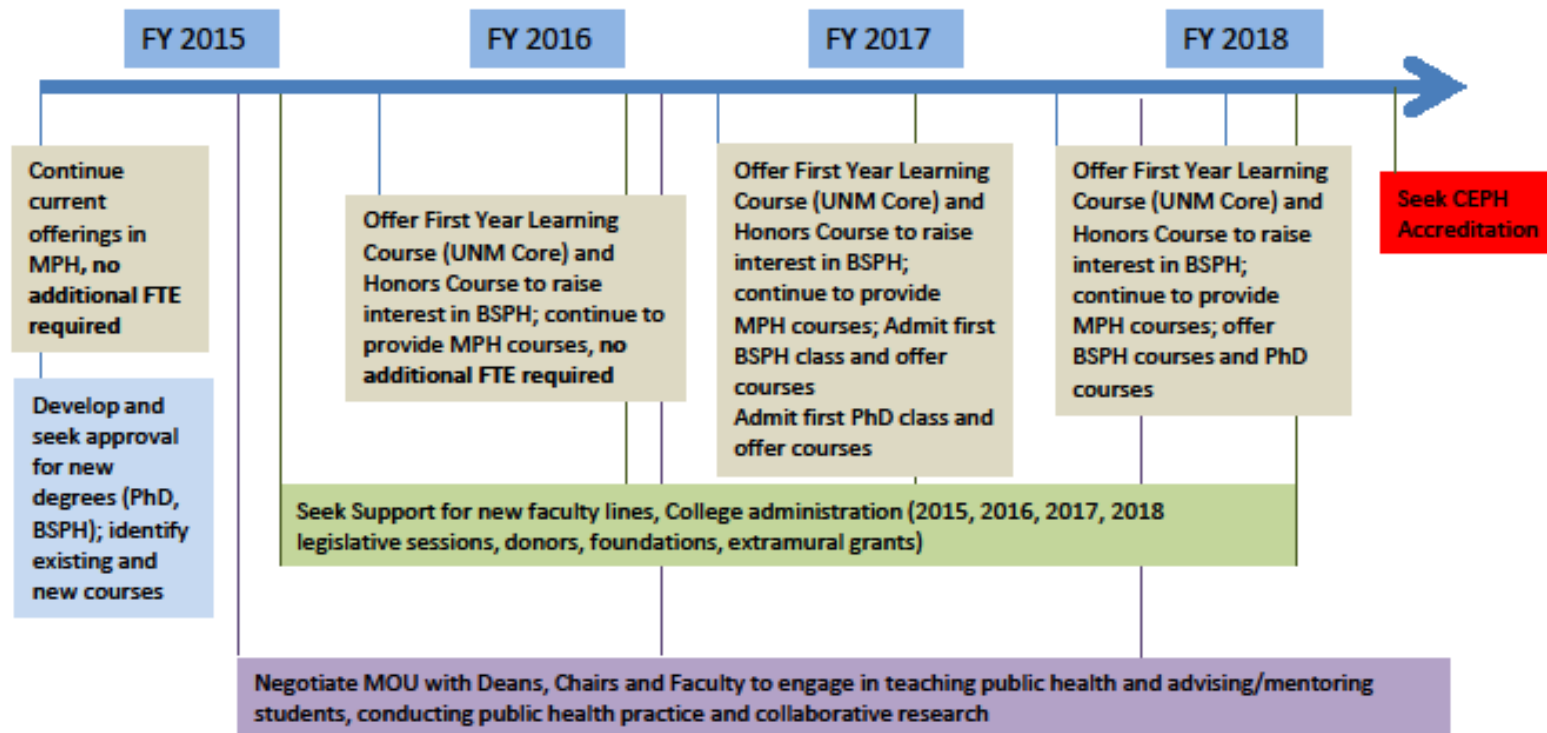 FY 2015
FY 2016
FY 2017
FY 2018
Continue
current
offerings in
MPH, no
additional FTE
required
Develop and
seek approval
for new
degrees (PhD,
BSPH); identify
existing and
new courses
Offer First Year Learning
Course (UNM Core) and
Honors Course to raise
interest in BSPH; continue to
provide MPH courses, no
additional FTE required
Offer First Year Learning
Course (UNM Core) and
Honors Course to raise
interest in BSPH;
continue to provide
MPH courses; Admit first
BSPH class and offer
courses
Admit first PhD class and
offer courses
Offer First Year Learning
Course (UNM Core) and
Honors Course to raise
interest in BSPH;
continue to provide
MPH courses; offer
BSPH courses and PhD
courses
Seek CEPH
Accreditation
Seek Support for new faculty lines, College administration (2015, 2016, 2017, 2018
legislative sessions, donors, foundations, extramural grants)
Negotiate MOU with Deans, Chairs and Faculty to engage in teaching public health and advising/mentoring
students, conducting public health practice and collaborative research